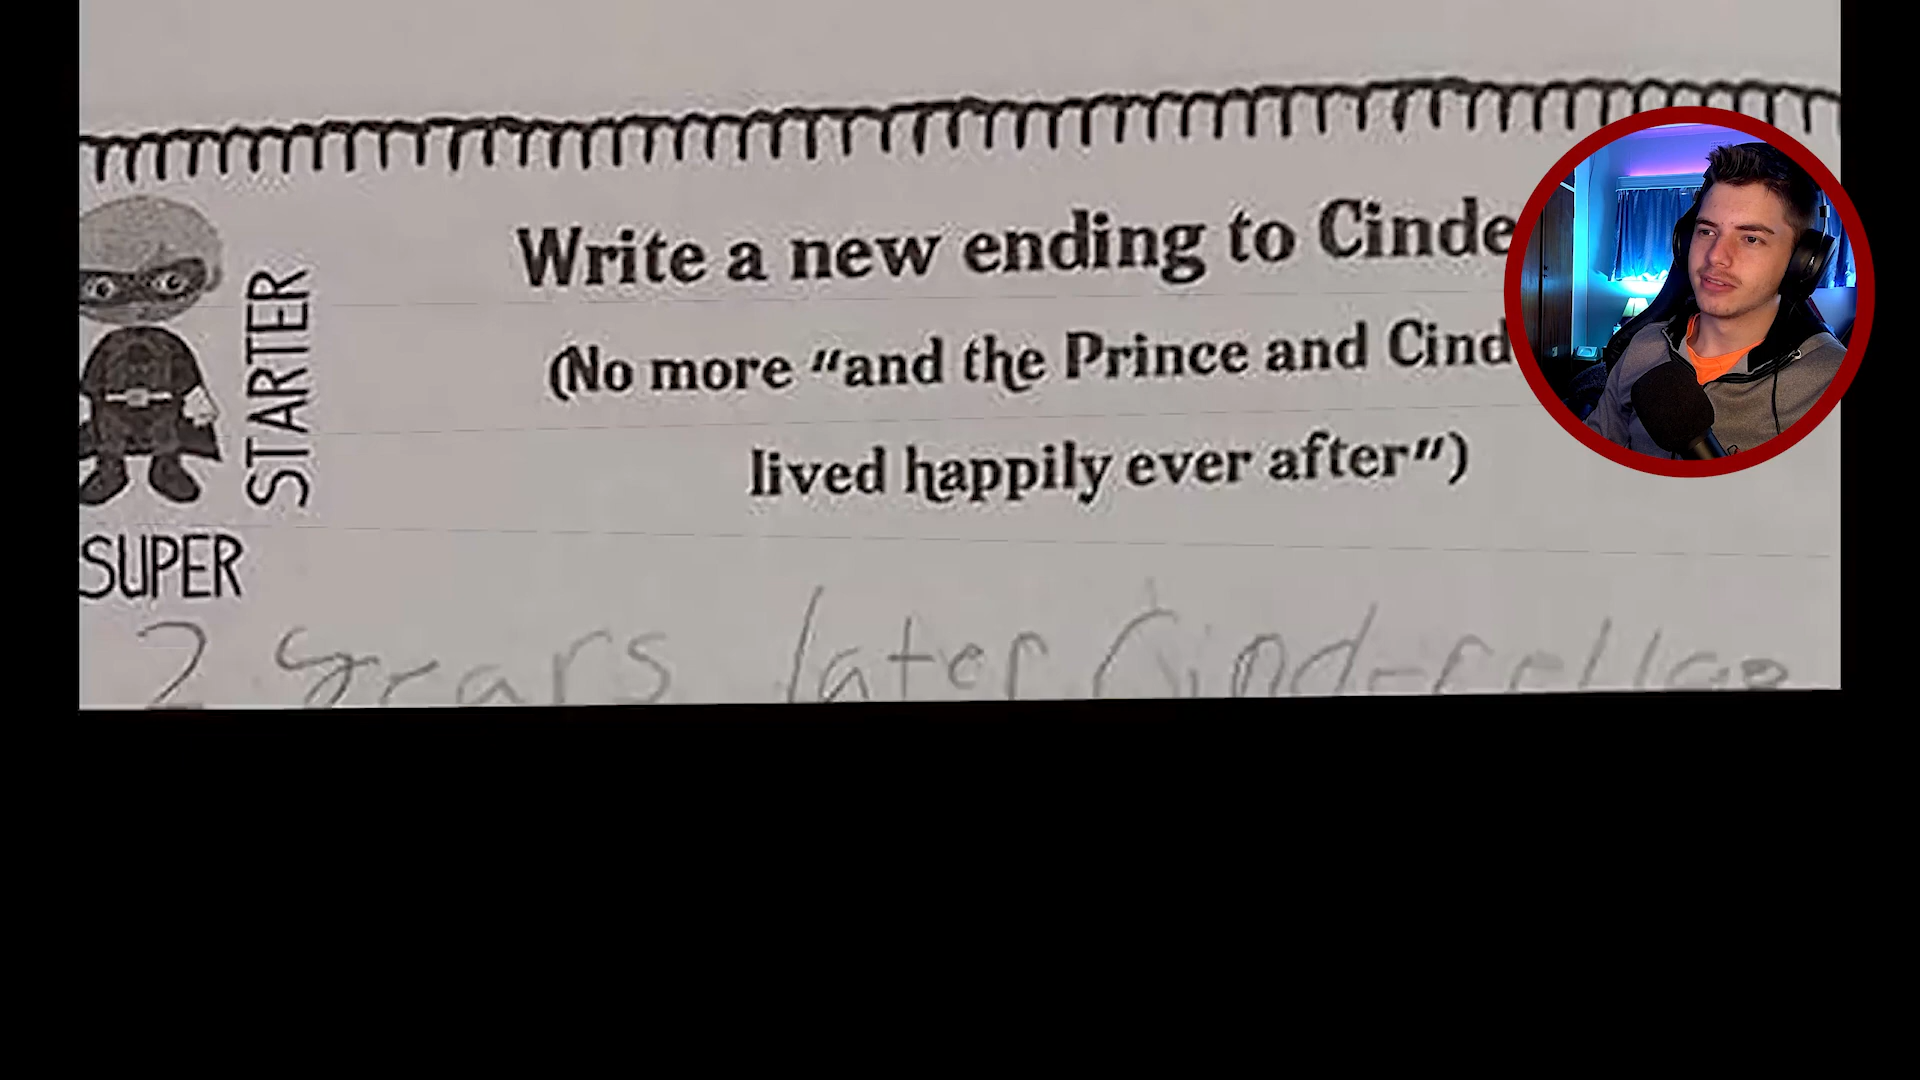 Write a new ending to Cinde
(No more "and the Prince and Cind
lived happily ever after")
STARTER
SUPER
2 years later Cinderella